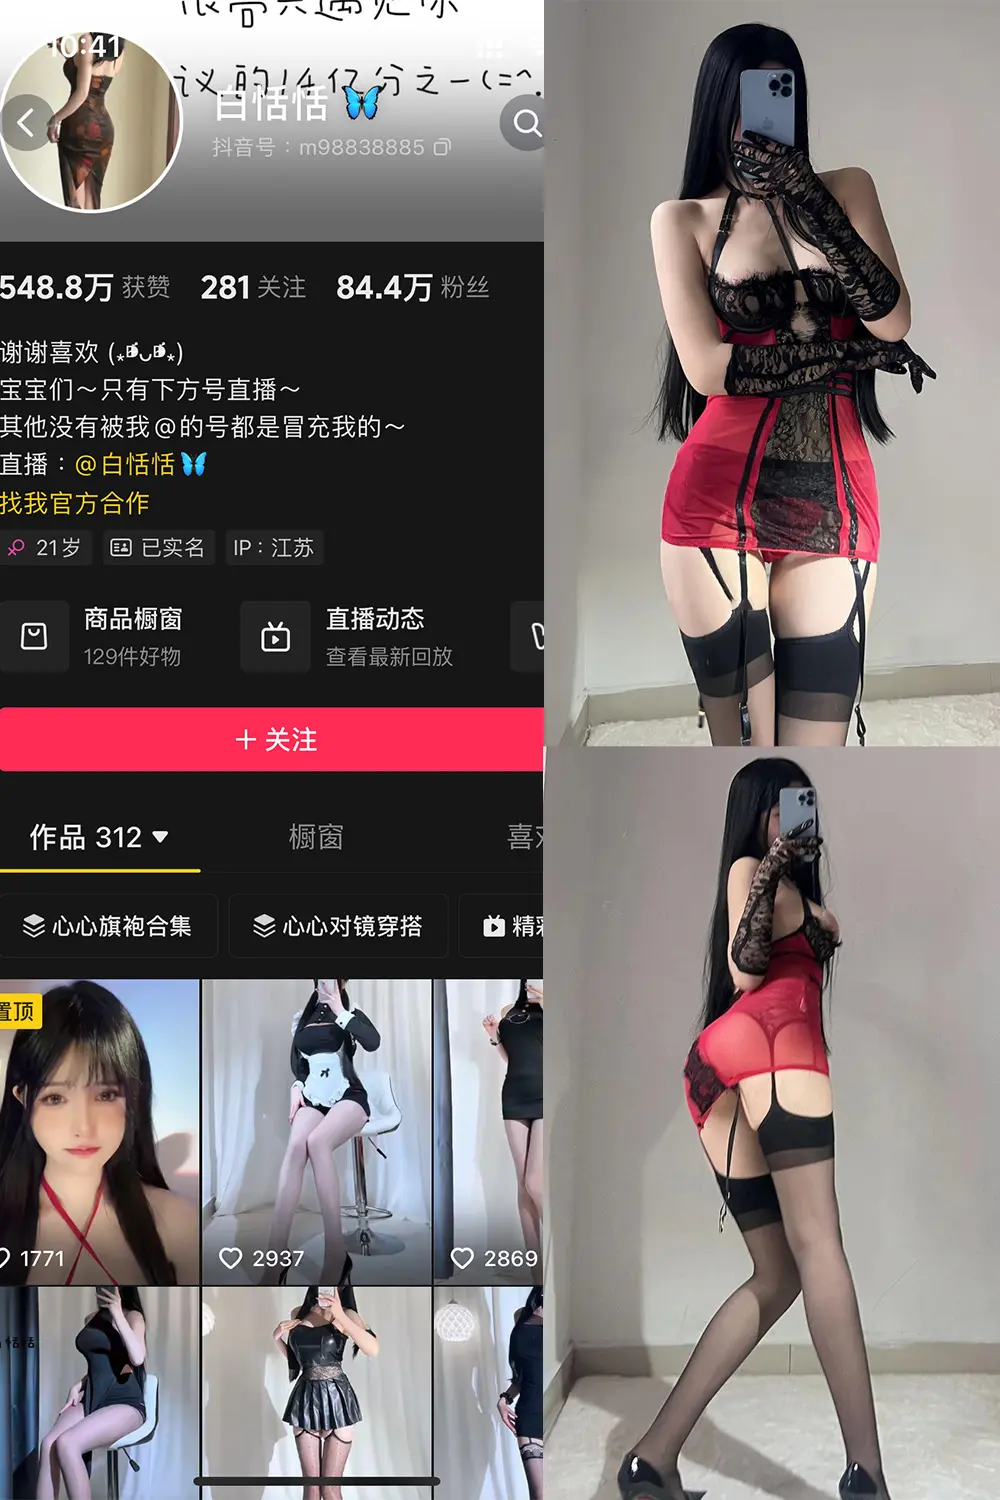 10:41
议的14亿分之一(=^.
白恬恬🦋
抖音号：m98838885
548.8万 获赞 281 关注 84.4万 粉丝
谢谢喜欢
宝宝们～只有下方号直播～
其他没有被我@的号都是冒充我的～
直播：@白恬恬🦋
找我官方合作
21岁 已实名 IP：江苏
商品橱窗 直播动态
129件好物 查看最新回放
＋关注
作品 312 橱窗 喜
心心旗袍合集 心心对镜穿搭 精
置顶
1771 2937 2869
恬恬